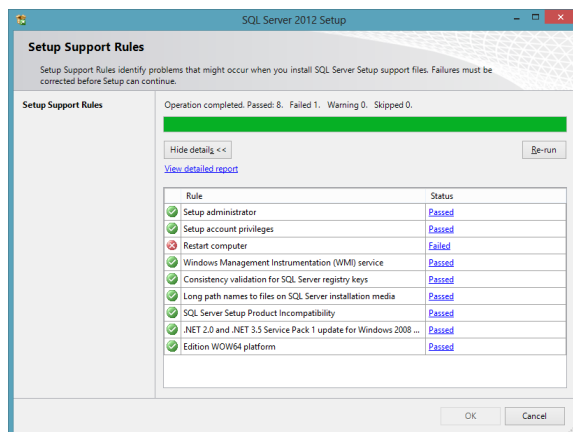 SQL Server 2012 Setup
Setup Support Rules
Setup Support Rules identify problems that might occur when you install SQL Server Setup support files. Failures must be
corrected before Setup can continue.
Setup Support Rules
Operation completed. Passed: 8.   Failed 1.   Warning 0.   Skipped 0.
Hide details <<
Re-run
View detailed report
Rule Status
Setup administrator Passed
Setup account privileges Passed
Restart computer Failed
Windows Management Instrumentation (WMI) service Passed
Consistency validation for SQL Server registry keys Passed
Long path names to files on SQL Server installation media Passed
SQL Server Setup Product Incompatibility Passed
.NET 2.0 and .NET 3.5 Service Pack 1 update for Windows 2008 ... Passed
Edition WOW64 platform Passed
OK Cancel